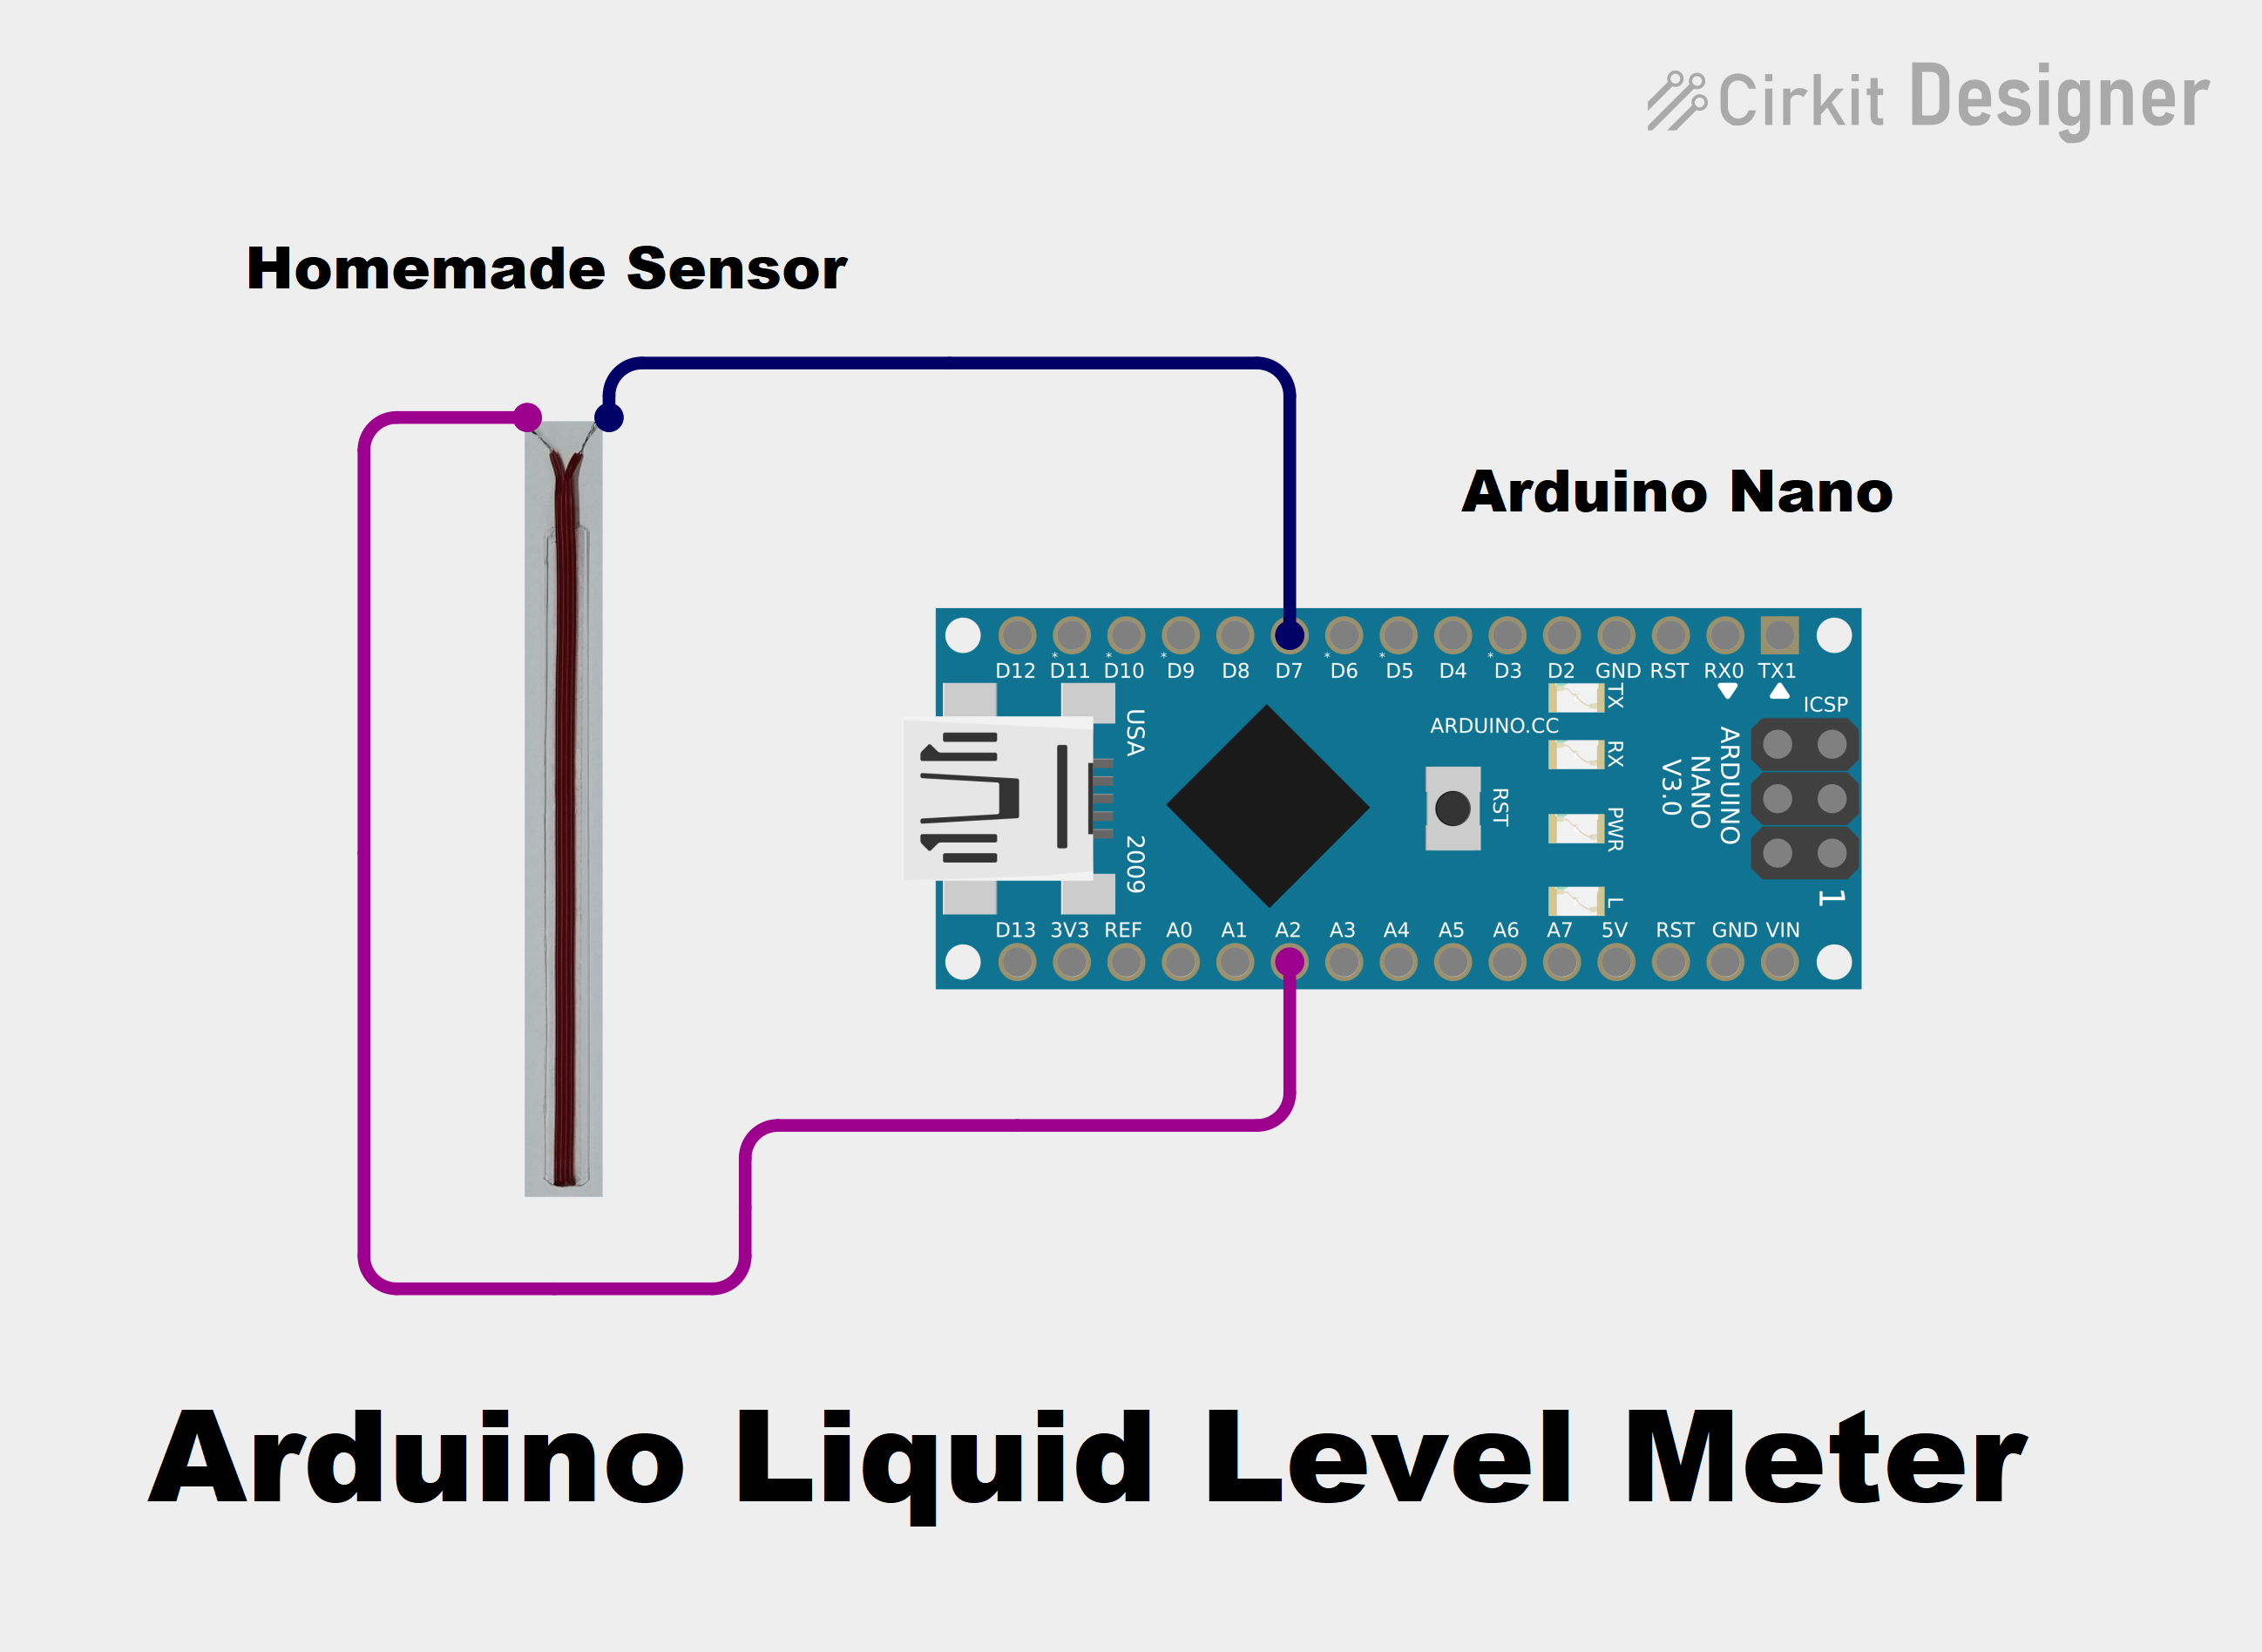 Cirkit Designer
Homemade Sensor
Arduino Nano
D12 *D11 *D10 *D9 D8 D7 *D6 *D5 D4 *D3 D2 GND RST RX0 TX1
TX
ICSP
USA
ARDUINO.CC
RX
ARDUINO
NANO
V3.0
RST
PWR
2009
L
1
D13 3V3 REF A0 A1 A2 A3 A4 A5 A6 A7 5V RST GND VIN
Arduino Liquid Level Meter